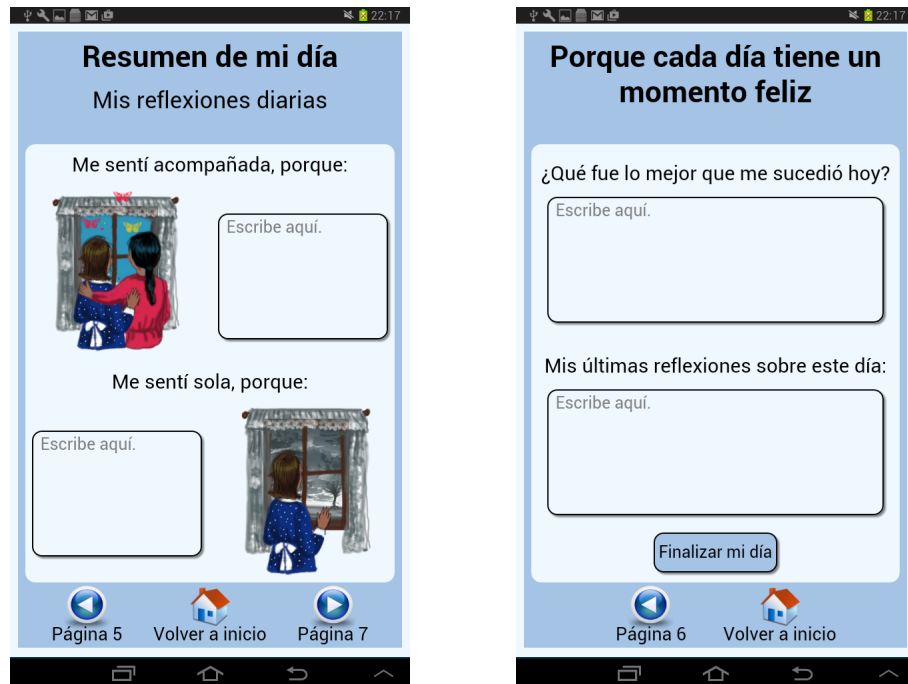 22:17
Resumen de mi día
Mis reflexiones diarias
Me sentí acompañada, porque:
Escribe aquí.
Me sentí sola, porque:
Escribe aquí.
Página 5
Volver a inicio
Página 7
22:17
Porque cada día tiene un
momento feliz
¿Qué fue lo mejor que me sucedió hoy?
Escribe aquí.
Mis últimas reflexiones sobre este día:
Escribe aquí.
Finalizar mi día
Página 6
Volver a inicio